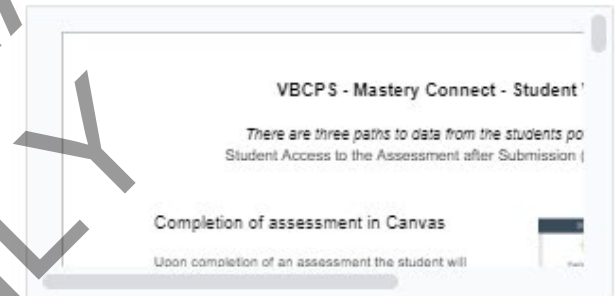 VBCPS - Mastery Connect - Student
There are three paths to data from the students po
Student Access to the Assessment after Submission (
Completion of assessment in Canvas
Upon completion of an assessment the student will
L Y